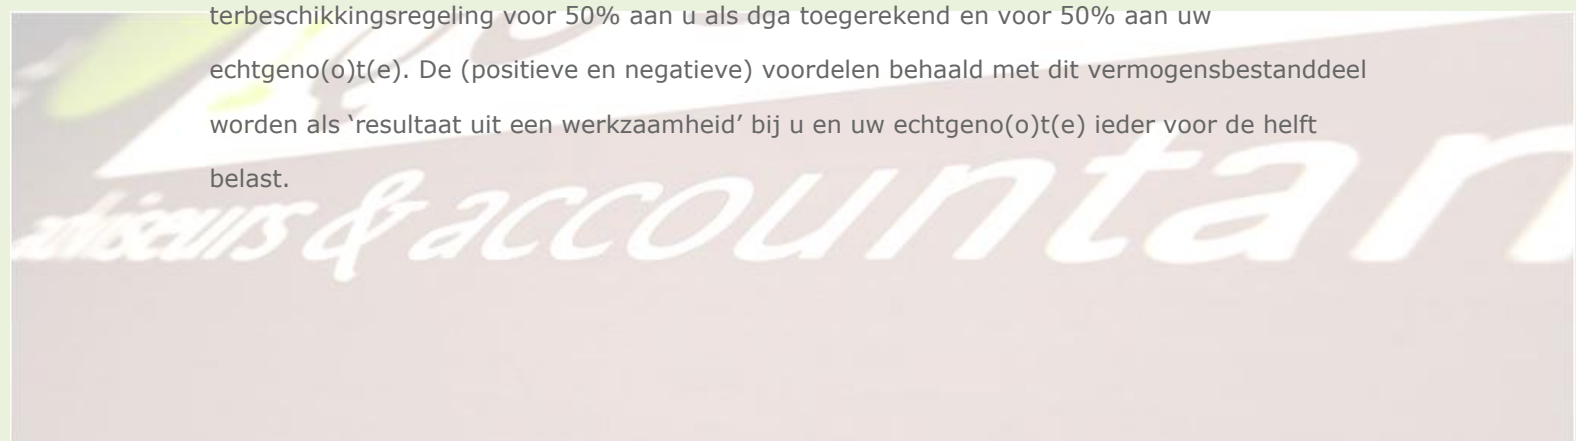 terbeschikkingsregeling voor 50% aan u als dga toegerekend en voor 50% aan uw
echtgeno(o)t(e). De (positieve en negatieve) voordelen behaald met dit vermogensbestanddeel
worden als ‘resultaat uit een werkzaamheid’ bij u en uw echtgeno(o)t(e) ieder voor de helft
belast.
adviseurs & accountan